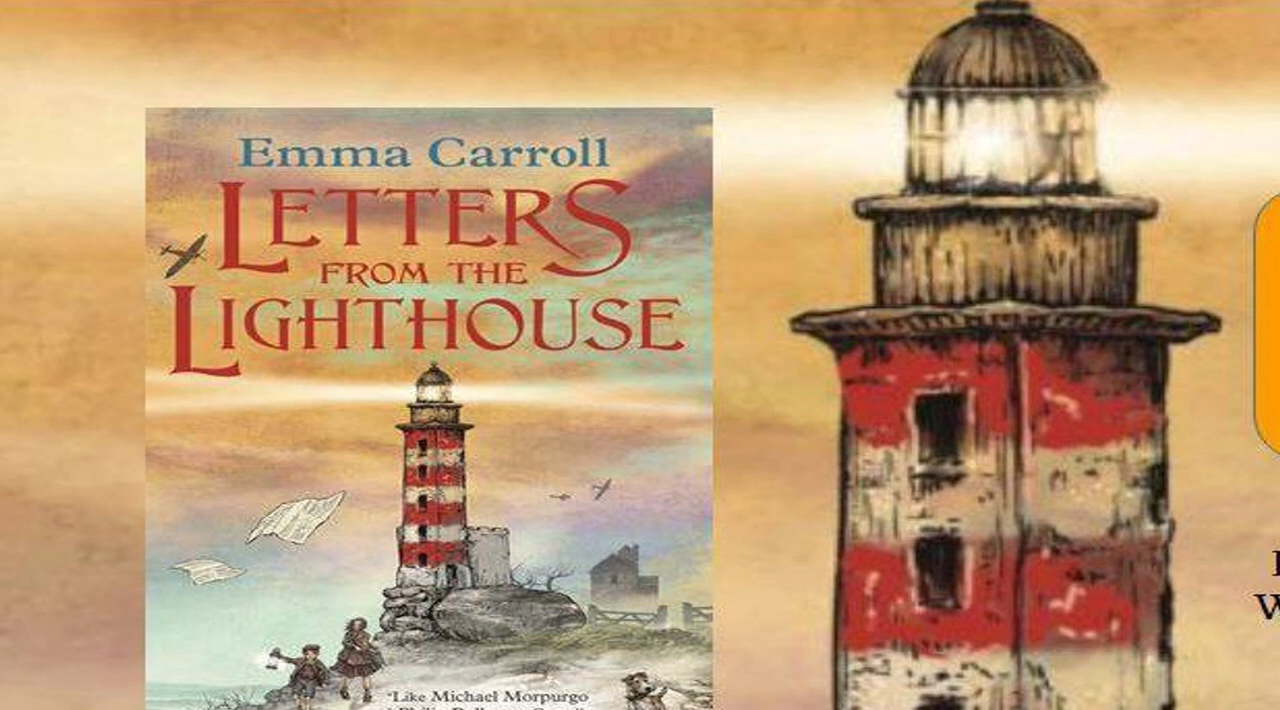 Emma Carroll
LETTERS
FROM THE
LIGHTHOUSE
'Like Michael Morpurgo